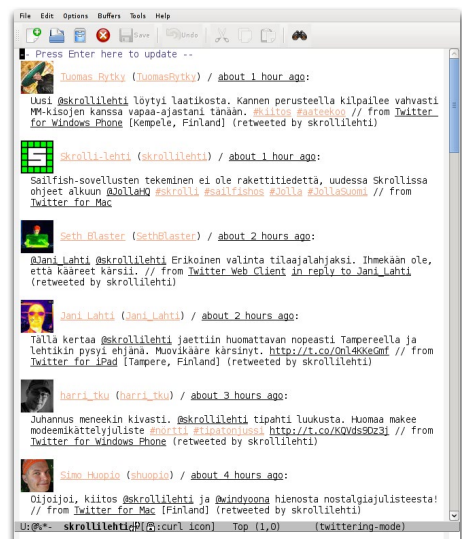 File Edit Options Buffers Tools Help
Save Undo
-- Press Enter here to update --
Tuomas Rytky (TuomasRytky) / about 1 hour ago:
Uusi @skrollilehti löytyi laatikosta. Kannen perusteella kilpailee vahvasti
MM-kisojen kanssa vapaa-ajastani tänään. #kiitos #aateekoo // from Twitter
for Windows Phone [Kempele, Finland] (retweeted by skrollilehti)
Skrolli-lehti (skrollilehti) / about 1 hour ago:
Sailfish-sovellusten tekeminen ei ole rakettitiedettä, uudessa Skrollissa
ohjeet alkuun @JollaHQ #skrolli #sailfishos #Jolla #JollaSuomi // from
Twitter for Mac
Seth Blaster (SethBlaster) / about 2 hours ago:
@Jani_Lahti @skrollilehti Erikoinen valinta tilaajalahjaksi. Ihmekään ole,
että kääreet kärsii. // from Twitter Web Client in reply to Jani_Lahti
(retweeted by skrollilehti)
Jani Lahti (Jani_Lahti) / about 2 hours ago:
Tällä kertaa @skrollilehti jaettiin huomattavan nopeasti Tampereella ja
lehtikin pysyi ehjänä. Muovikääre kärsinyt. http://t.co/Onl4KKeGmf // from
Twitter for iPad [Tampere, Finland] (retweeted by skrollilehti)
harri_tku (harri_tku) / about 3 hours ago:
Juhannus meneekin kivasti. @skrollilehti tipahti luukusta. Huomaa makee
modeemikättelyjuliste #nörtti #tipatonjussi http://t.co/KQVds9Dz3j // from
Twitter for Windows Phone (retweeted by skrollilehti)
Simo Huopio (shuopio) / about 4 hours ago:
Oijoijoi, kiitos @skrollilehti ja @windyoona hienosta nostalgiajulisteesta!
// from Twitter for Mac [Finland] (retweeted by skrollilehti)
U:@%*- skrollilehti :curl icon] Top (1,0) (twittering-mode)